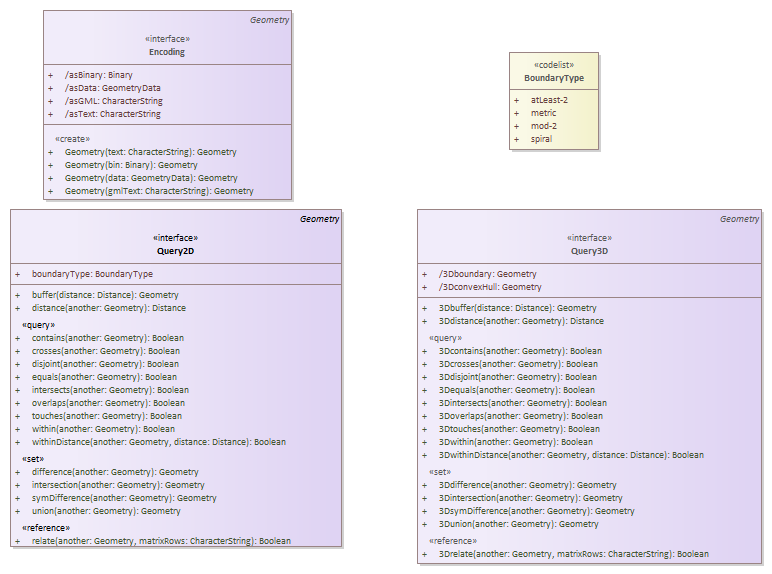 Geometry
«interface»
Encoding
+ /asBinary: Binary
+ /asData: GeometryData
+ /asGML: CharacterString
+ /asText: CharacterString
«create»
+ Geometry(text: CharacterString): Geometry
+ Geometry(bin: Binary): Geometry
+ Geometry(data: GeometryData): Geometry
+ Geometry(gmlText: CharacterString): Geometry
«codelist»
BoundaryType
+ atLeast-2
+ metric
+ mod-2
+ spiral
Geometry
«interface»
Query2D
+ boundaryType: BoundaryType
+ buffer(distance: Distance): Geometry
+ distance(another: Geometry): Distance
«query»
+ contains(another: Geometry): Boolean
+ crosses(another: Geometry): Boolean
+ disjoint(another: Geometry): Boolean
+ equals(another: Geometry): Boolean
+ intersects(another: Geometry): Boolean
+ overlaps(another: Geometry): Boolean
+ touches(another: Geometry): Boolean
+ within(another: Geometry): Boolean
+ withinDistance(another: Geometry, distance: Distance): Boolean
«set»
+ difference(another: Geometry): Geometry
+ intersection(another: Geometry): Geometry
+ symDifference(another: Geometry): Geometry
+ union(another: Geometry): Geometry
«reference»
+ relate(another: Geometry, matrixRows: CharacterString): Boolean
Geometry
«interface»
Query3D
+ /3Dboundary: Geometry
+ /3DconvexHull: Geometry
+ 3Dbuffer(distance: Distance): Geometry
+ 3Ddistance(another: Geometry): Distance
«query»
+ 3Dcontains(another: Geometry): Boolean
+ 3Dcrosses(another: Geometry): Boolean
+ 3Ddisjoint(another: Geometry): Boolean
+ 3Dequals(another: Geometry): Boolean
+ 3Dintersects(another: Geometry): Boolean
+ 3Doverlaps(another: Geometry): Boolean
+ 3Dtouches(another: Geometry): Boolean
+ 3Dwithin(another: Geometry): Boolean
+ 3DwithinDistance(another: Geometry, distance: Distance): Boolean
«set»
+ 3Ddifference(another: Geometry): Geometry
+ 3Dintersection(another: Geometry): Geometry
+ 3DsymDifference(another: Geometry): Geometry
+ 3Dunion(another: Geometry): Geometry
«reference»
+ 3Drelate(another: Geometry, matrixRows: CharacterString): Boolean